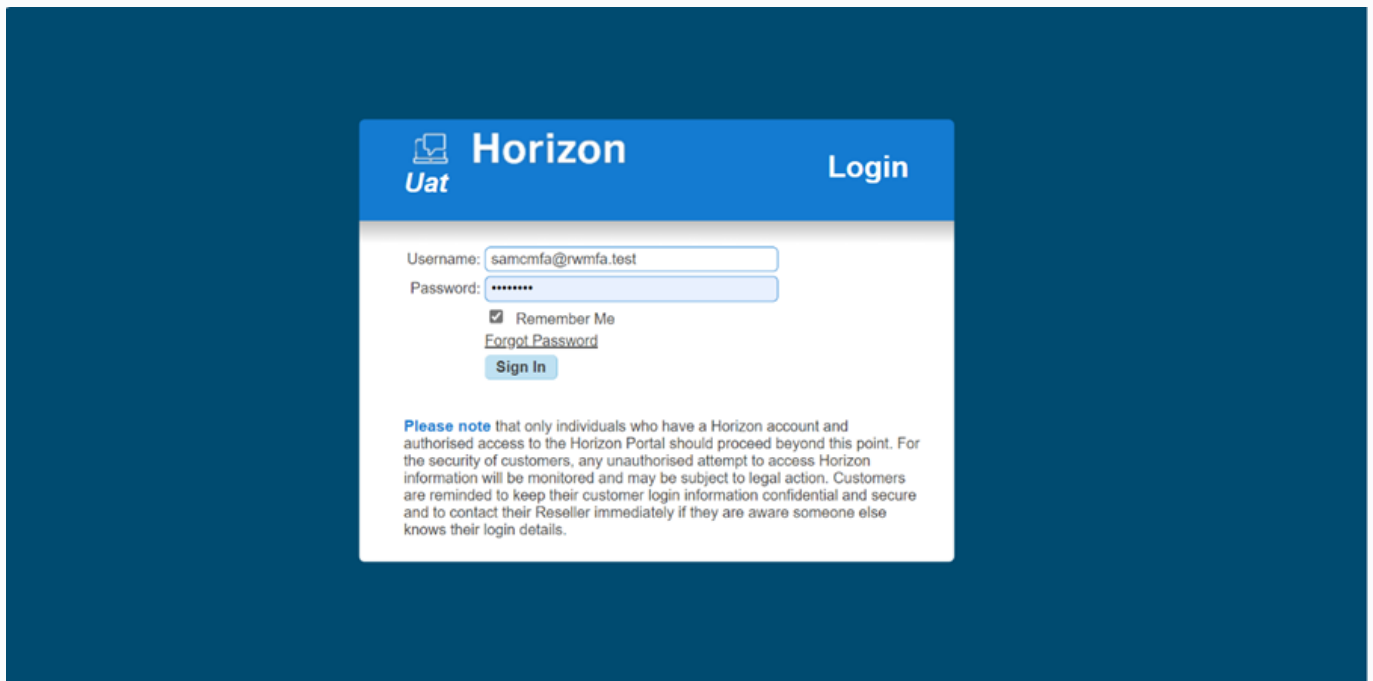 Horizon
Uat
Login
Username: samcmfa@rwmfa.test
Password: ••••••••
Remember Me
Forgot Password
Sign In
Please note that only individuals who have a Horizon account and
authorised access to the Horizon Portal should proceed beyond this point. For
the security of customers, any unauthorised attempt to access Horizon
information will be monitored and may be subject to legal action. Customers
are reminded to keep their customer login information confidential and secure
and to contact their Reseller immediately if they are aware someone else
knows their login details.